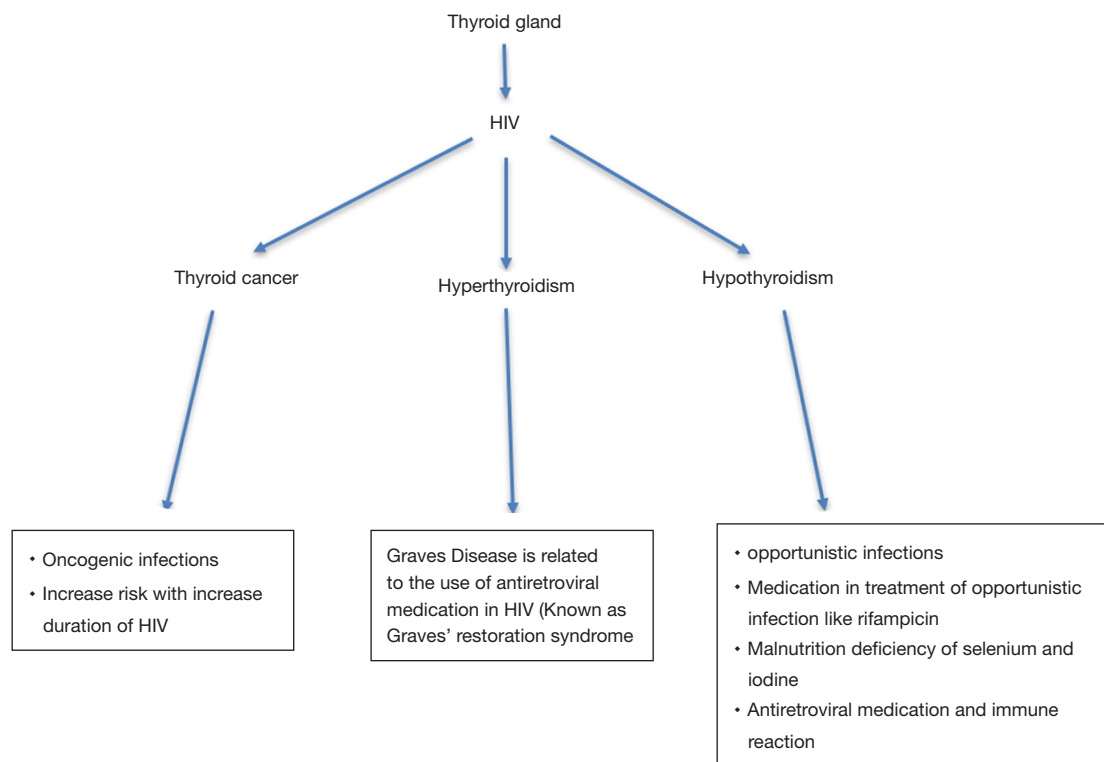 Thyroid gland
HIV
Thyroid cancer
Hyperthyroidism
Hypothyroidism
• Oncogenic infections
• Increase risk with increase
duration of HIV
Graves Disease is related
to the use of antiretroviral
medication in HIV (Known as
Graves’ restoration syndrome
• opportunistic infections
• Medication in treatment of opportunistic
infection like rifampicin
• Malnutrition deficiency of selenium and
iodine
• Antiretroviral medication and immune
reaction